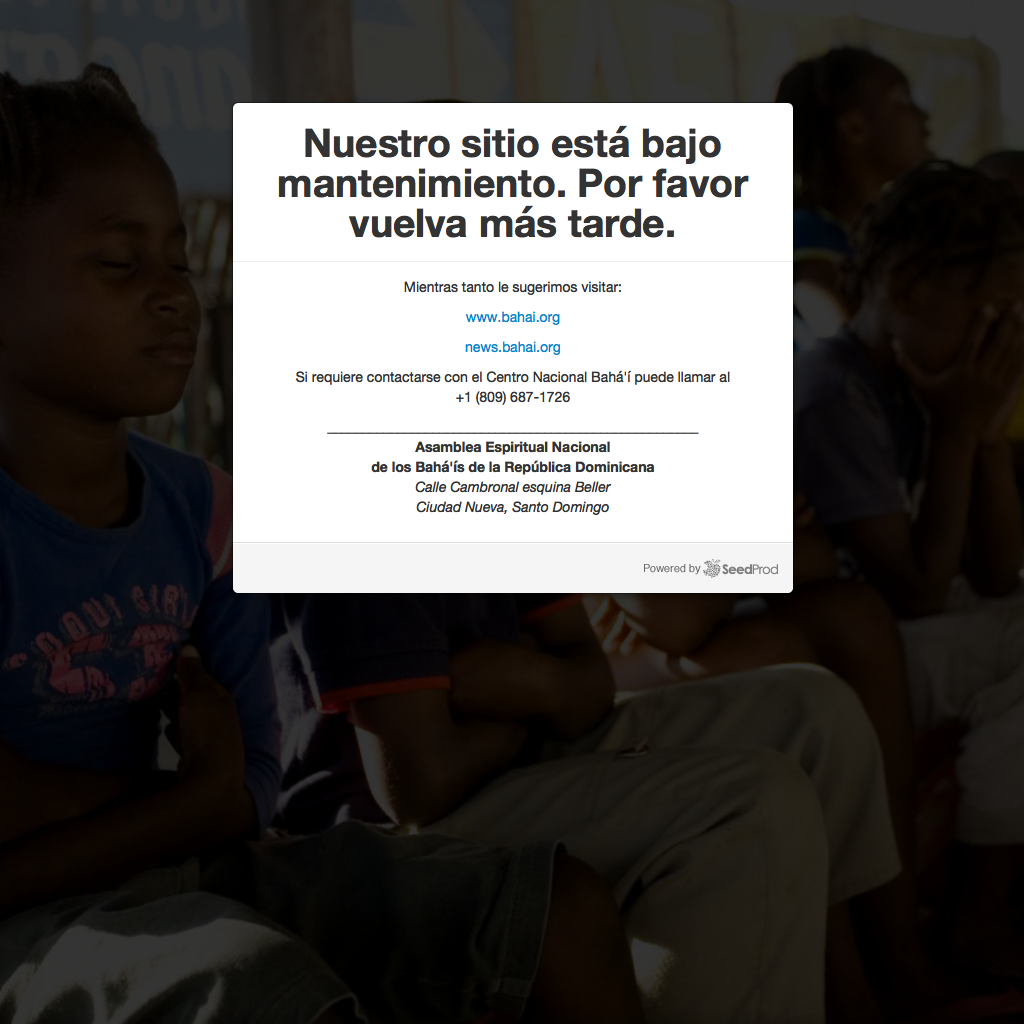 Nuestro sitio está bajo
mantenimiento. Por favor
vuelva más tarde.
Mientras tanto le sugerimos visitar:
www.bahai.org
news.bahai.org
Si requiere contactarse con el Centro Nacional Bahá'í puede llamar al
+1 (809) 687-1726
Asamblea Espiritual Nacional
de los Bahá'ís de la República Dominicana
Calle Cambronal esquina Beller
Ciudad Nueva, Santo Domingo
Powered by SeedProd